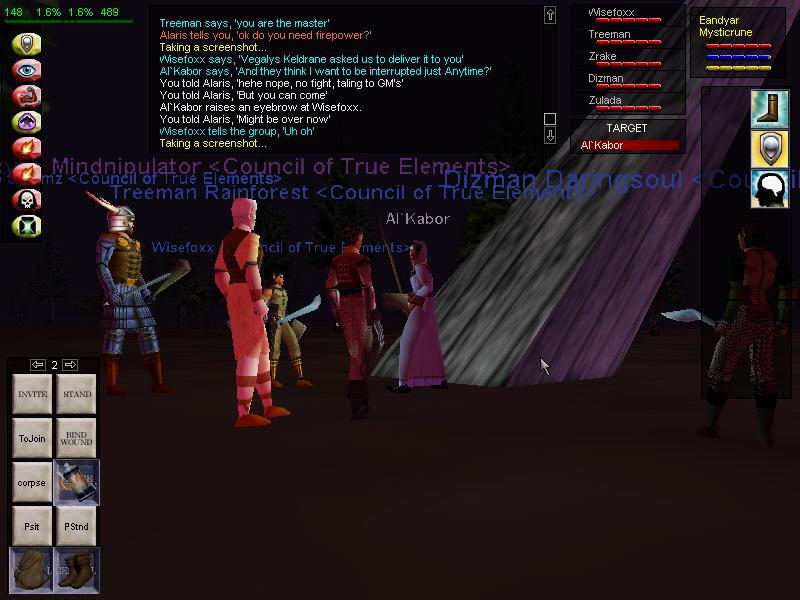 148 1.6% 1.6% 489
Treeman says, 'you are the master'
Alaris tells you, 'ok do you need firepower?'
Taking a screenshot...
Wisefoxx says, 'Vegalys Keldrane asked us to deliver it to you'
Al`Kabor says, 'And they think I want to be interrupted just Anytime?'
You told Alaris, 'hehe nope, no fight, taling to GM's'
You told Alaris, 'But you can come'
Al`Kabor raises an eyebrow at Wisefoxx.
You told Alaris, 'Might be over now'
Wisefoxx tells the group, 'Uh oh'
Taking a screenshot...
Wisefoxx
Treeman
Zrake
Dizman
Zulada
TARGET
Al`Kabor
Eandyar
Mysticrune
Mindnipulator <Council of True Elements>
<Council of True Elements>
Dizman Daringsoul <Coun
Treeman Rainforest <Council of True Elements>
Al`Kabor
Wisefoxx
ncil of True Elements>
2
INVITE
STAND
ToJoin
BIND WOUND
corpse
Psit
PStnd